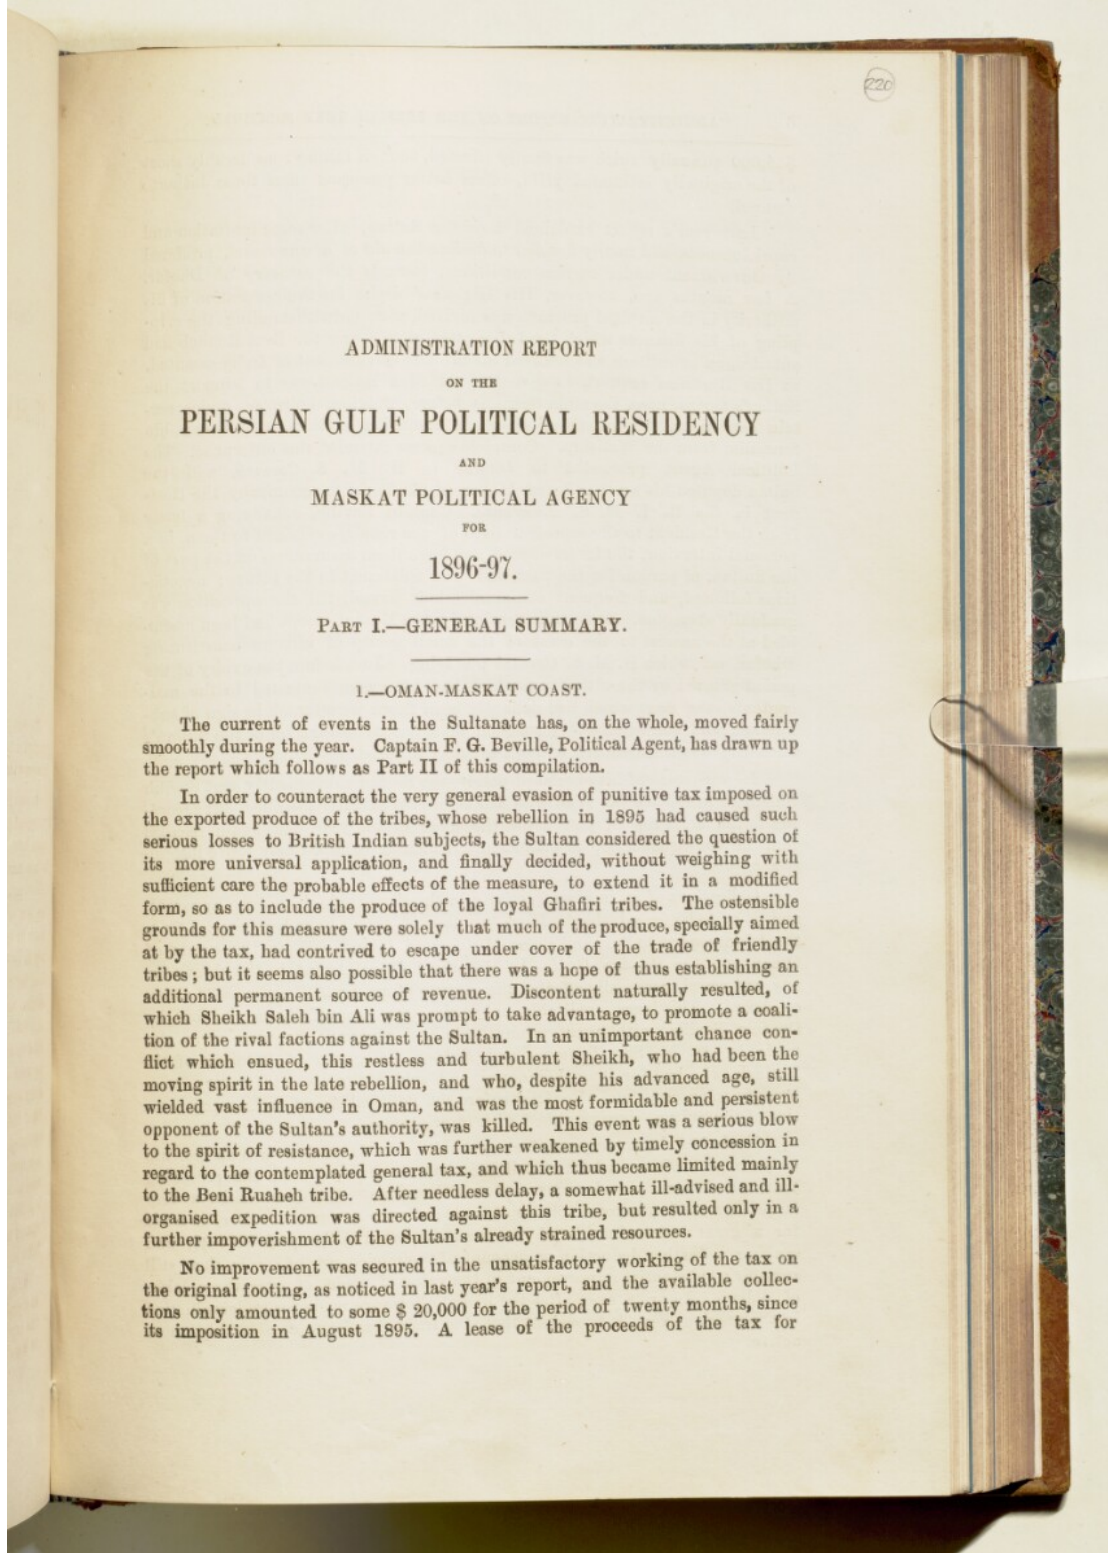 220
ADMINISTRATION REPORT
ON THE
PERSIAN GULF POLITICAL RESIDENCY
AND
MASKAT POLITICAL AGENCY
FOR
1896-97.
PART I.—GENERAL SUMMARY.
1.—OMAN-MASKAT COAST.
The current of events in the Sultanate has, on the whole, moved fairly
smoothly during the year. Captain F. G. Beville, Political Agent, has drawn up
the report which follows as Part II of this compilation.
In order to counteract the very general evasion of punitive tax imposed on
the exported produce of the tribes, whose rebellion in 1895 had caused such
serious losses to British Indian subjects, the Sultan considered the question of
its more universal application, and finally decided, without weighing with
sufficient care the probable effects of the measure, to extend it in a modified
form, so as to include the produce of the loyal Ghafiri tribes. The ostensible
grounds for this measure were solely that much of the produce, specially aimed
at by the tax, had contrived to escape under cover of the trade of friendly
tribes; but it seems also possible that there was a hope of thus establishing an
additional permanent source of revenue. Discontent naturally resulted, of
which Sheikh Saleh bin Ali was prompt to take advantage, to promote a coali-
tion of the rival factions against the Sultan. In an unimportant chance con-
flict which ensued, this restless and turbulent Sheikh, who had been the
moving spirit in the late rebellion, and who, despite his advanced age, still
wielded vast influence in Oman, and was the most formidable and persistent
opponent of the Sultan's authority, was killed. This event was a serious blow
to the spirit of resistance, which was further weakened by timely concession in
regard to the contemplated general tax, and which thus became limited mainly
to the Beni Ruaheh tribe. After needless delay, a somewhat ill-advised and ill-
organised expedition was directed against this tribe, but resulted only in a
further impoverishment of the Sultan's already strained resources.
No improvement was secured in the unsatisfactory working of the tax on
the original footing, as noticed in last year's report, and the available collec-
tions only amounted to some $ 20,000 for the period of twenty months, since
its imposition in August 1895. A lease of the proceeds of the tax for